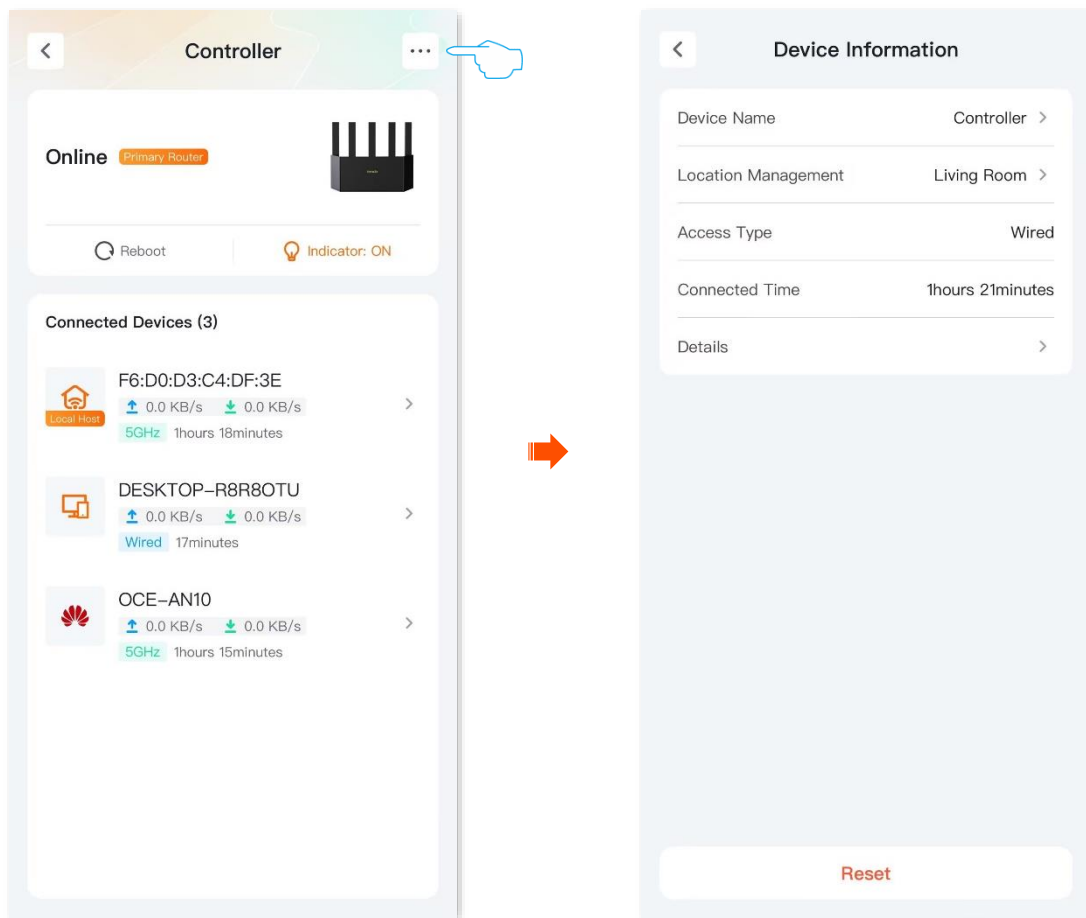 Controller
Online Primary Router
Reboot
Indicator: ON
Connected Devices (3)
F6:D0:D3:C4:DF:3E
0.0 KB/s 0.0 KB/s
Local Host
5GHz 1hours 18minutes
DESKTOP-R8R8OTU
0.0 KB/s 0.0 KB/s
Wired 17minutes
OCE-AN10
0.0 KB/s 0.0 KB/s
5GHz 1hours 15minutes
Device Information
Device Name Controller
Location Management Living Room
Access Type Wired
Connected Time 1hours 21minutes
Details
Reset